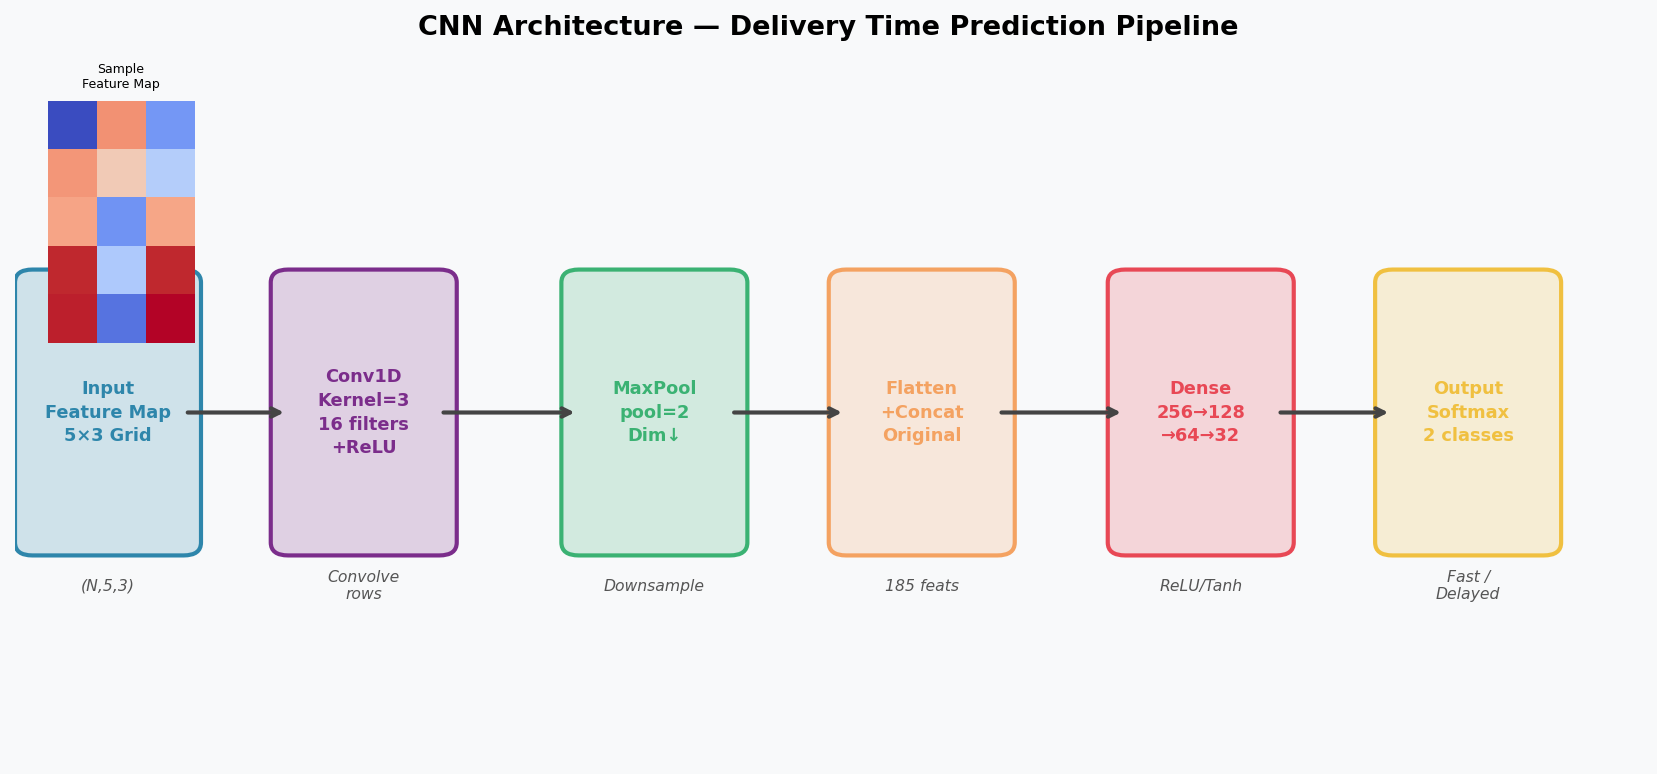 CNN Architecture — Delivery Time Prediction Pipeline
Sample
Feature Map
Input
Feature Map
5×3 Grid
(N,5,3)
Conv1D
Kernel=3
16 filters
+ReLU
Convolve
rows
MaxPool
pool=2
Dim↓
Downsample
Flatten
+Concat
Original
185 feats
Dense
256→128
→64→32
ReLU/Tanh
Output
Softmax
2 classes
Fast /
Delayed